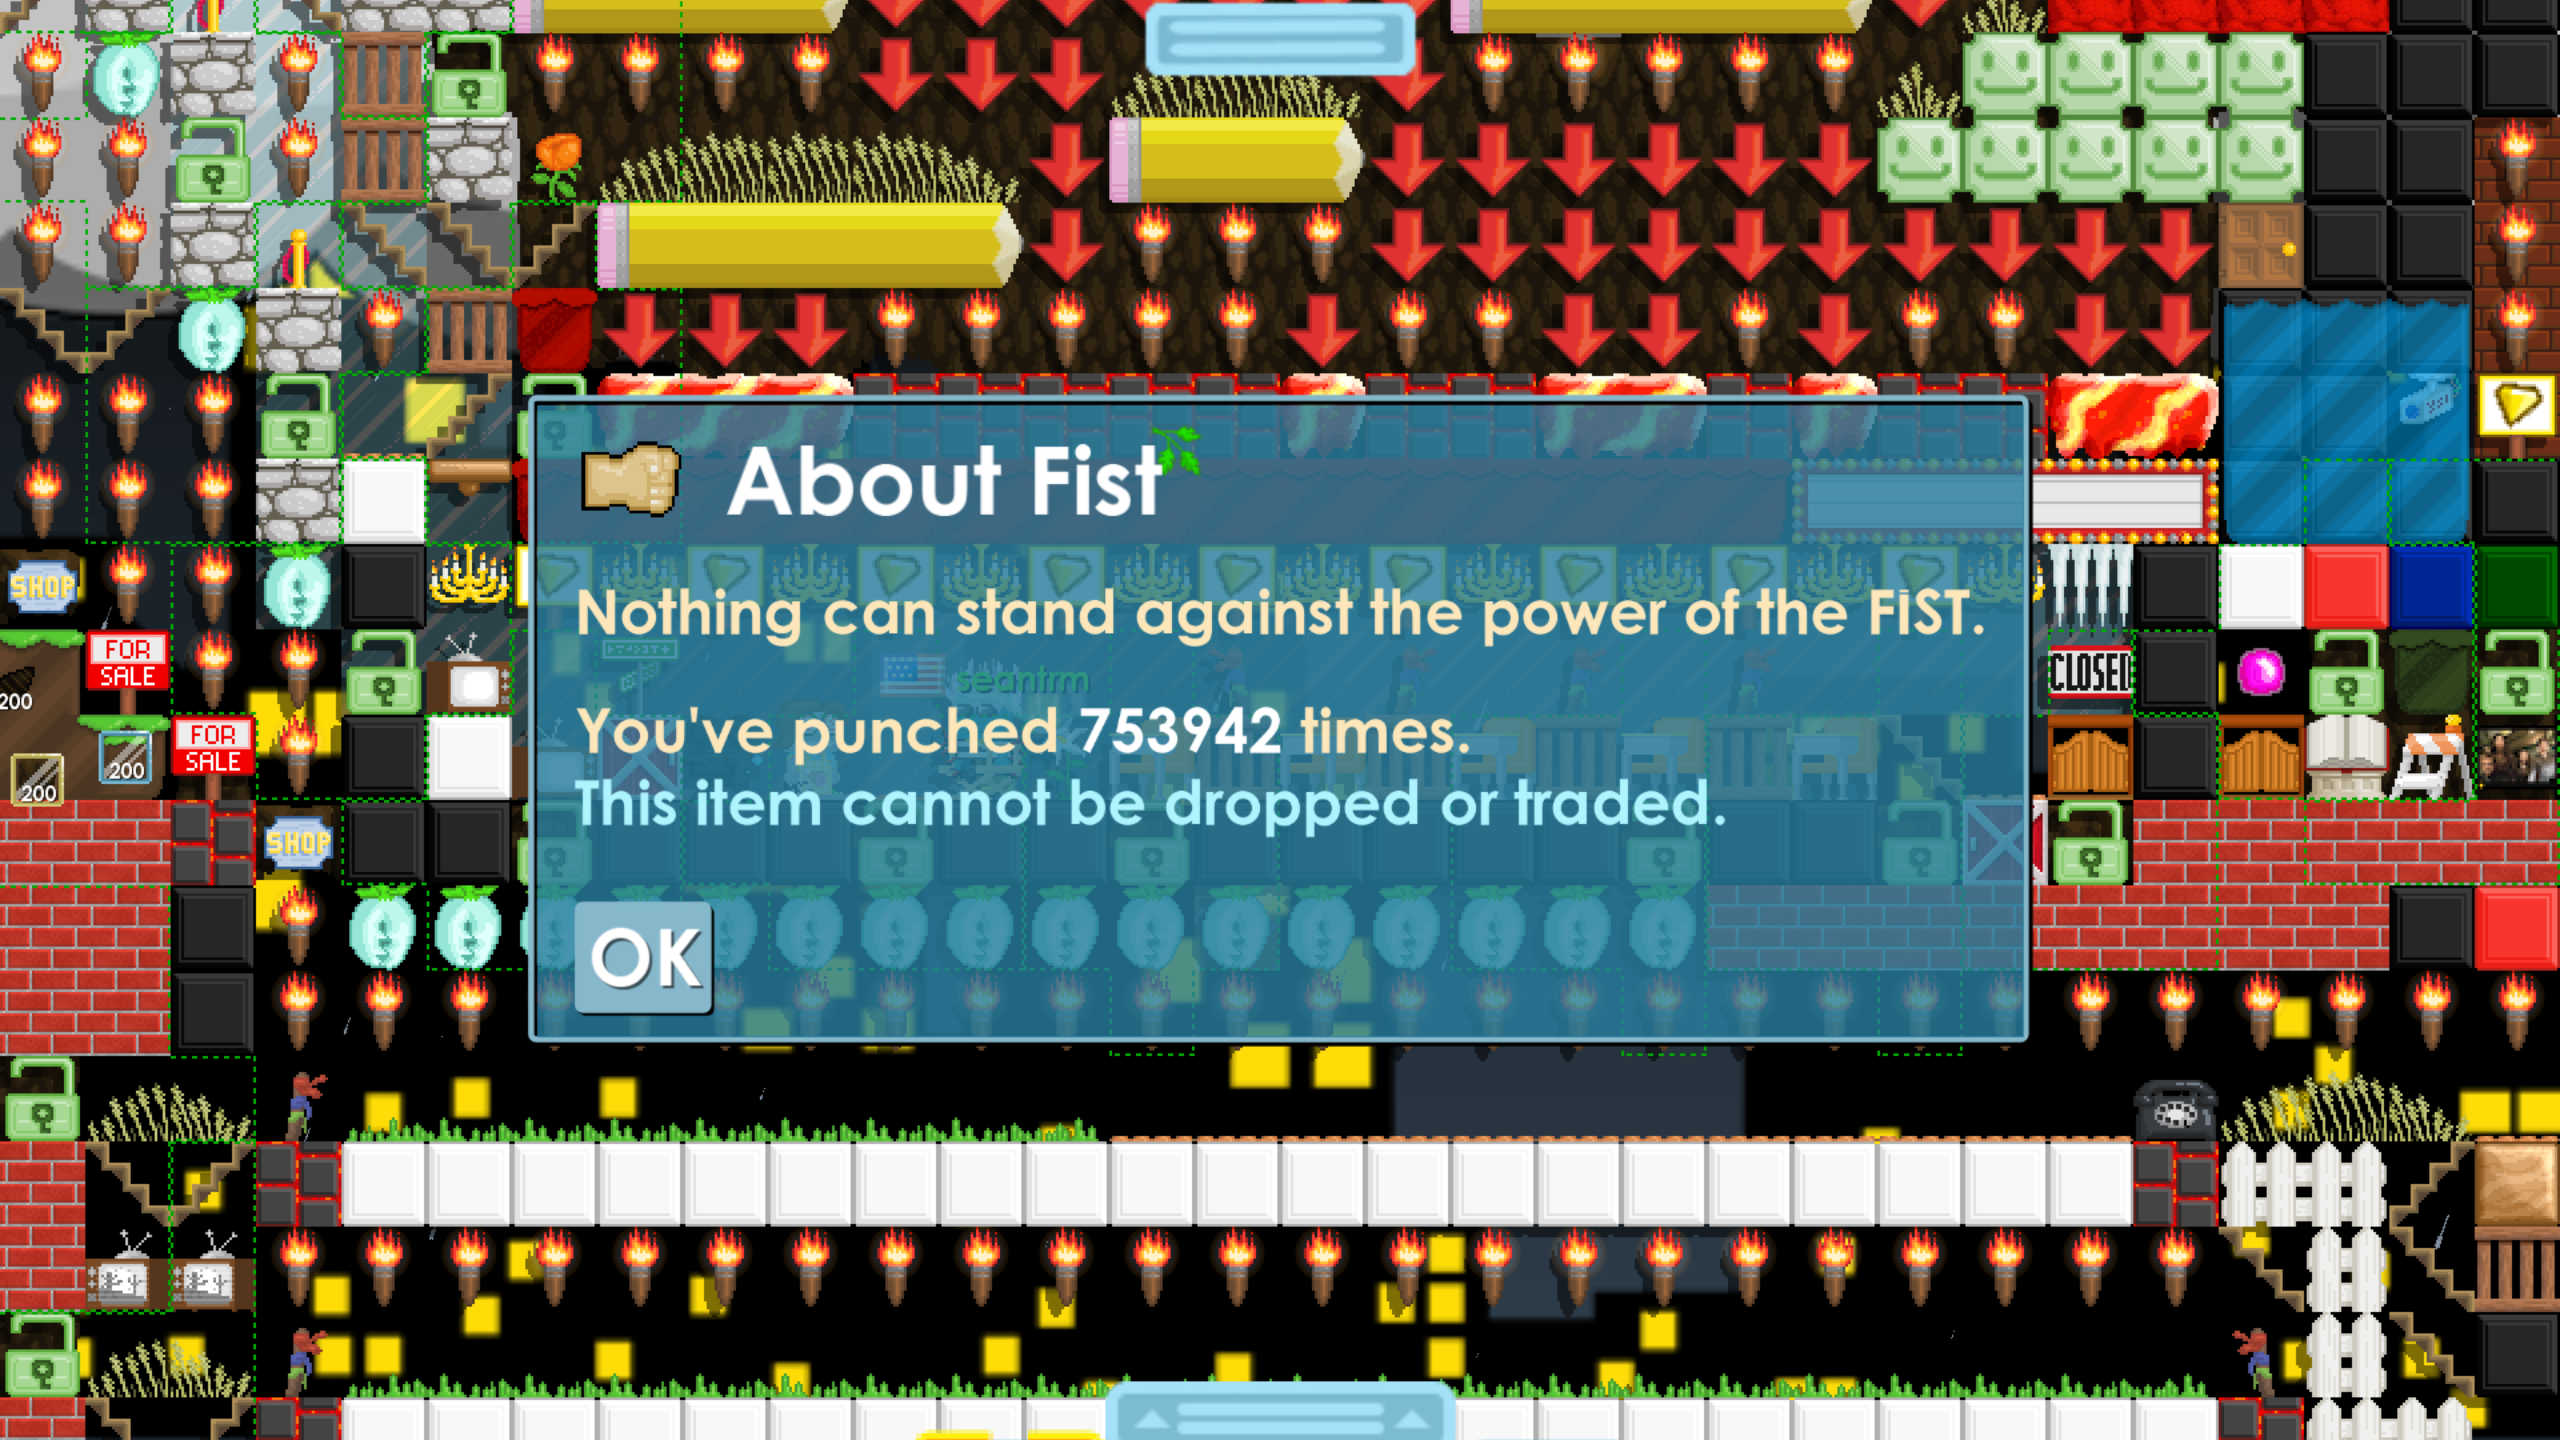 About Fist
Nothing can stand against the power of the FIST.
seantrm
You've punched 753942 times.
This item cannot be dropped or traded.
OK
SHOP
FOR
SALE
200
FOR
SALE
200
200
SHOP
CLOSED